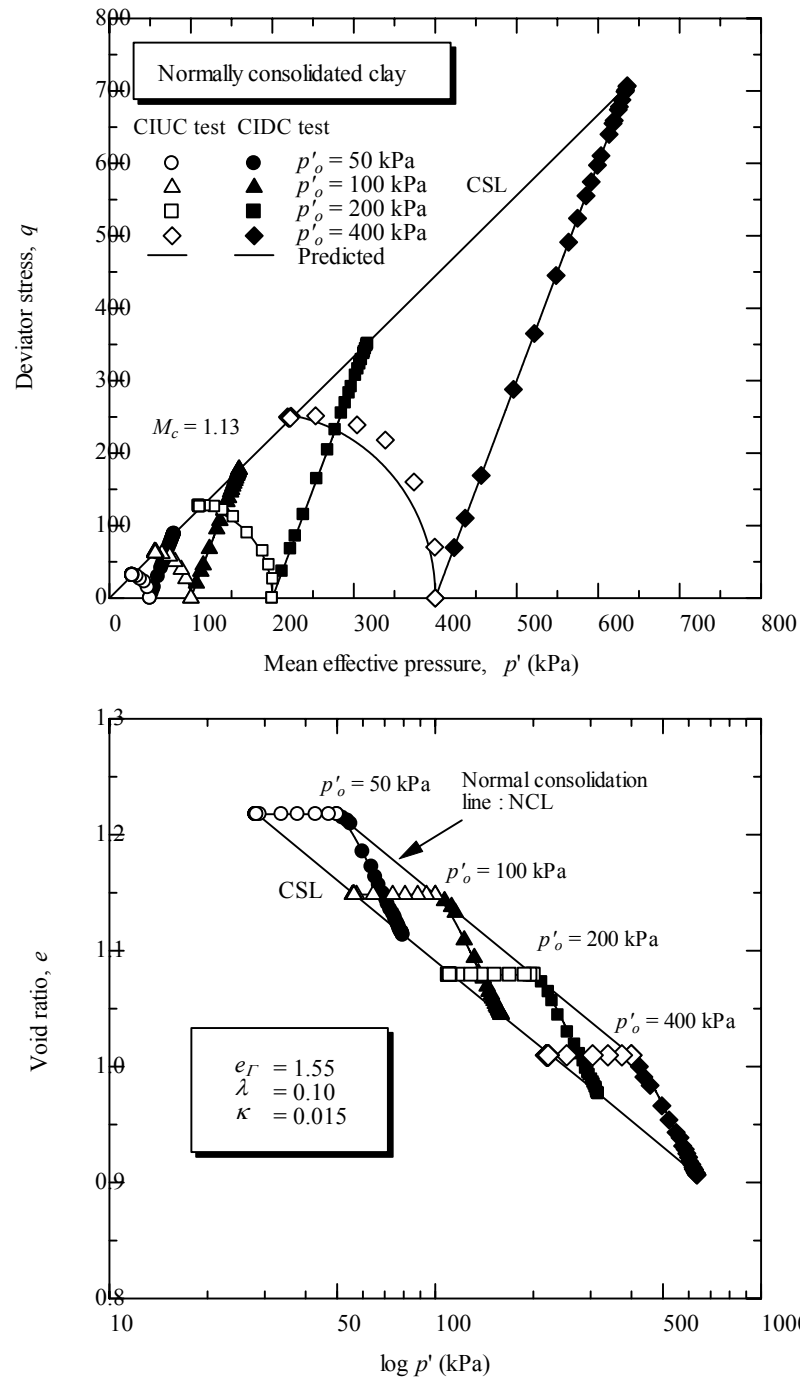 800
Normally consolidated clay
700
CIUC test CIDC test
p'o = 50 kPa
600
p'o = 100 kPa
CSL
p'o = 200 kPa
500
p'o = 400 kPa
Predicted
400
300
Mc = 1.13
200
100
0
0 100 200 300 400 500 600 700 800
Deviator stress, q
Mean effective pressure, p' (kPa)
1.3
p'o = 50 kPa
Normal consolidation
line : NCL
1.2
p'o = 100 kPa
CSL
p'o = 200 kPa
1.1
p'o = 400 kPa
eΓ = 1.55
1.0
λ = 0.10
κ = 0.015
0.9
0.8
10 50 100 500 1000
Void ratio, e
log p' (kPa)